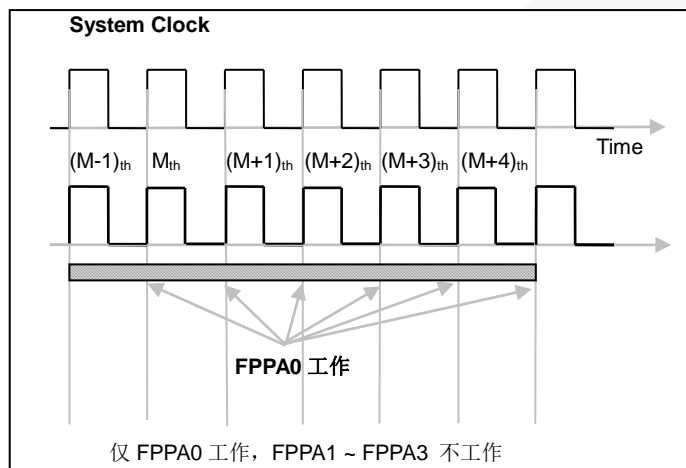 System Clock
Time
(M-1)th Mth (M+1)th (M+2)th (M+3)th (M+4)th
FPPA0 工作
仅 FPPA0 工作，FPPA1 ~ FPPA3 不工作